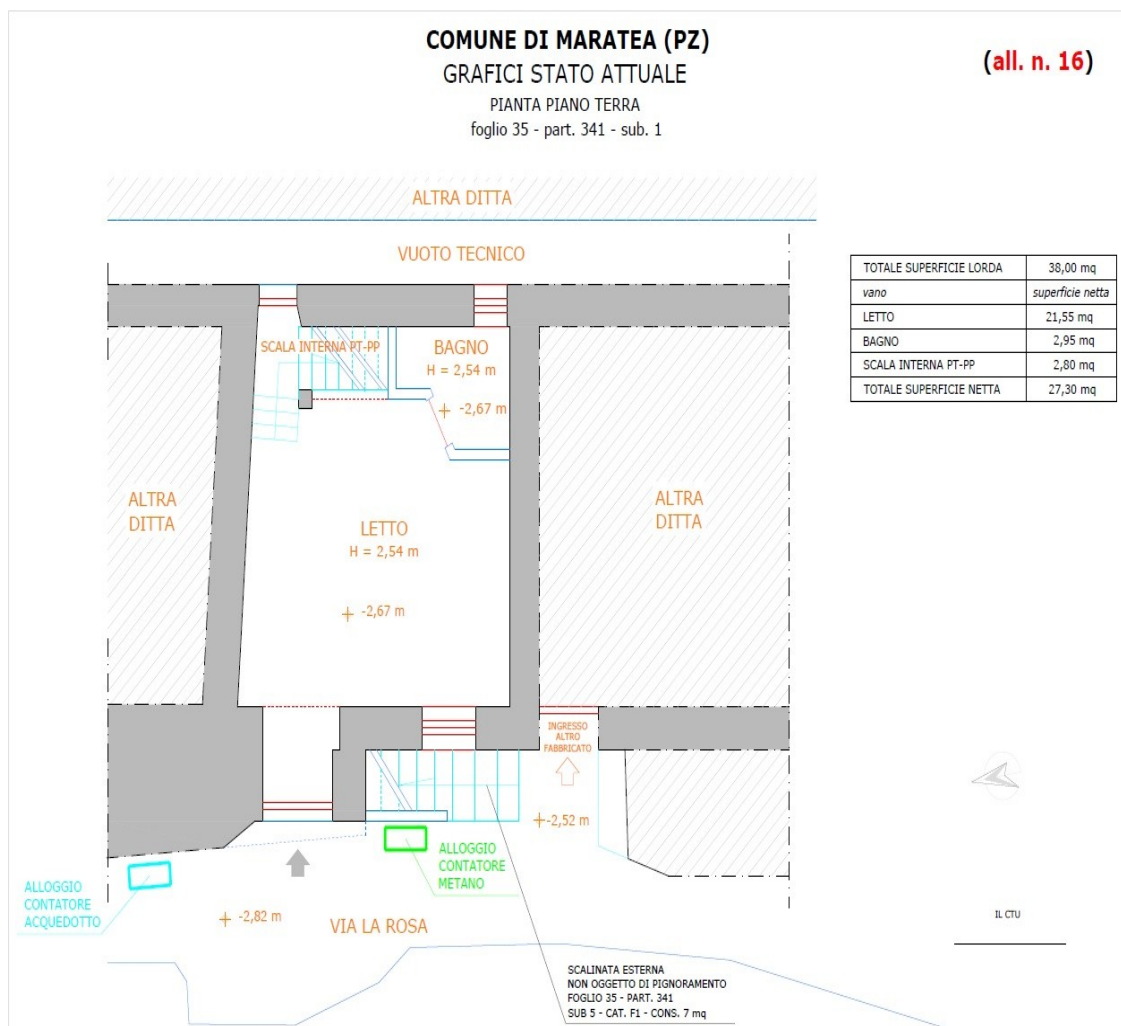 COMUNE DI MARATEA (PZ)
GRAFICI STATO ATTUALE
PIANTA PIANO TERRA
foglio 35 - part. 341 - sub. 1
(all. n. 16)
ALTRA DITTA
VUOTO TECNICO
TOTALE SUPERFICIE LORDA 38,00 mq
vano superficie netta
LETTO 21,55 mq
BAGNO 2,95 mq
SCALA INTERNA PT-PP 2,80 mq
TOTALE SUPERFICIE NETTA 27,30 mq
SCALA INTERNA PT-PP
BAGNO
H = 2,54 m
-2,67 m
ALTRA
DITTA
LETTO
H = 2,54 m
-2,67 m
ALTRA
DITTA
INGRESSO
ALTRO
FABBRICATO
-2,52 m
ALLOGGIO
CONTATORE
METANO
ALLOGGIO
CONTATORE
ACQUEDOTTO
-2,82 m
VIA LA ROSA
IL CTU
SCALINATA ESTERNA
NON OGGETTO DI PIGNORAMENTO
FOGLIO 35 - PART. 341
SUB 5 - CAT. F1 - CONS. 7 mq